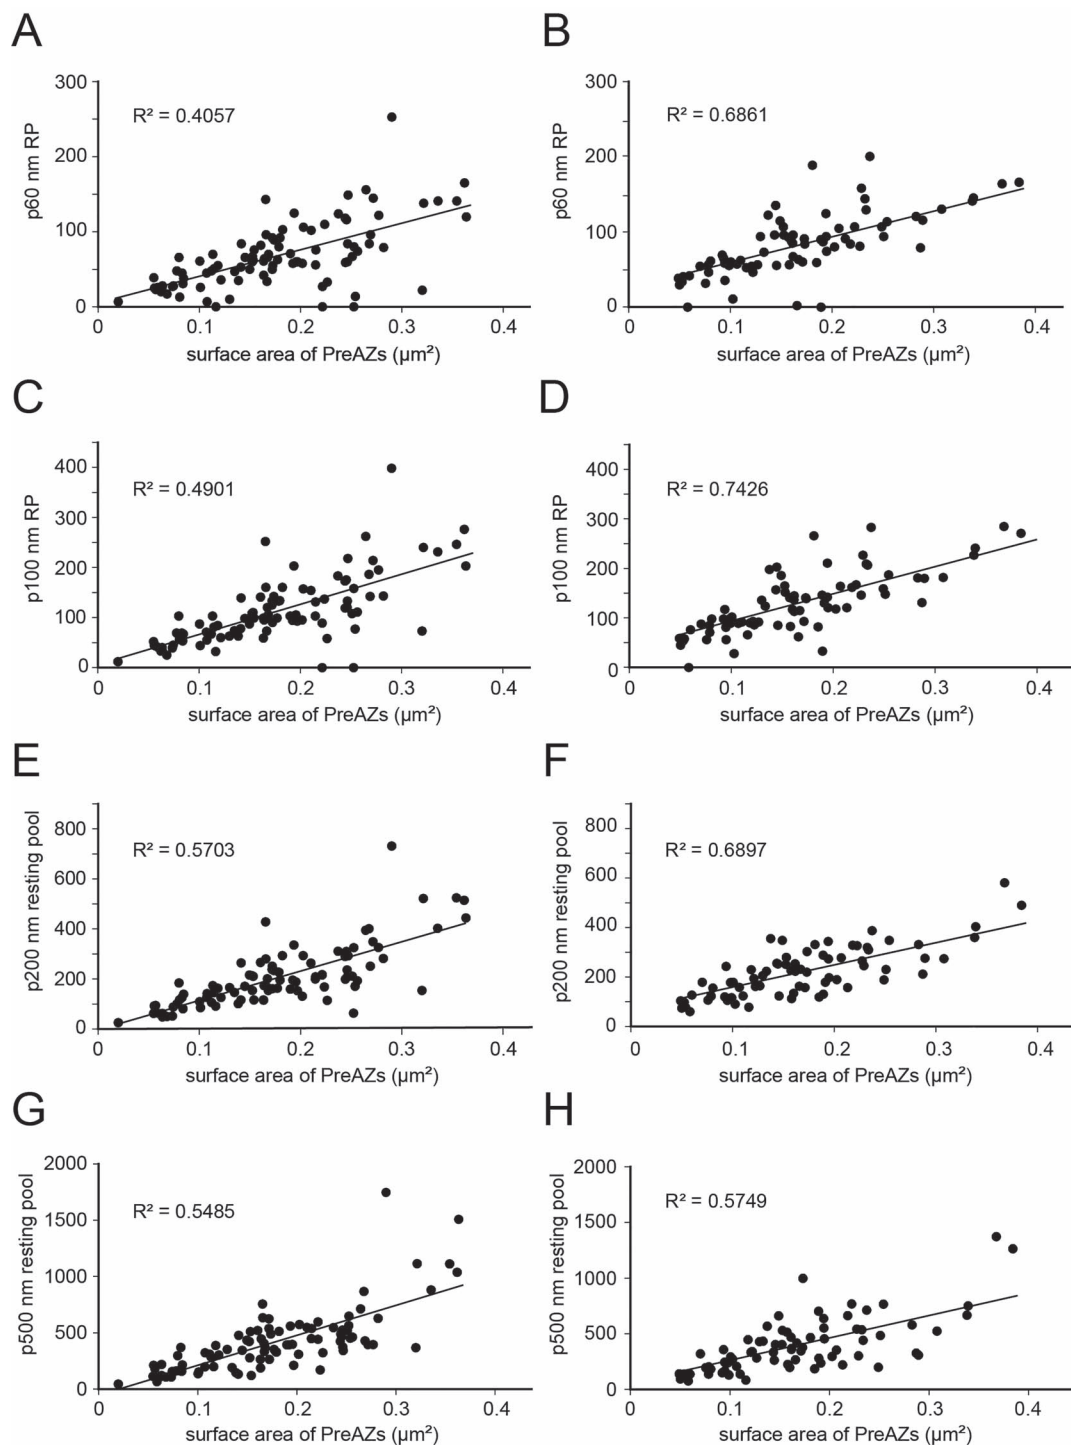 A
B
300
200
100
0
p60 nm RP
R² = 0.4057
0 0.1 0.2 0.3 0.4
surface area of PreAZs (µm²)
300
200
100
0
p60 nm RP
R² = 0.6861
0 0.1 0.2 0.3 0.4
surface area of PreAZs (µm²)
C
D
400
300
200
100
0
p100 nm RP
R² = 0.4901
0 0.1 0.2 0.3 0.4
surface area of PreAZs (µm²)
400
300
200
100
0
p100 nm RP
R² = 0.7426
0 0.1 0.2 0.3 0.4
surface area of PreAZs (µm²)
E
F
800
600
400
200
0
p200 nm resting pool
R² = 0.5703
0 0.1 0.2 0.3 0.4
surface area of PreAZs (µm²)
800
600
400
200
0
p200 nm resting pool
R² = 0.6897
0 0.1 0.2 0.3 0.4
surface area of PreAZs (µm²)
G
H
2000
1500
1000
500
0
p500 nm resting pool
R² = 0.5485
0 0.1 0.2 0.3 0.4
surface area of PreAZs (µm²)
2000
1500
1000
500
0
p500 nm resting pool
R² = 0.5749
0 0.1 0.2 0.3 0.4
surface area of PreAZs (µm²)